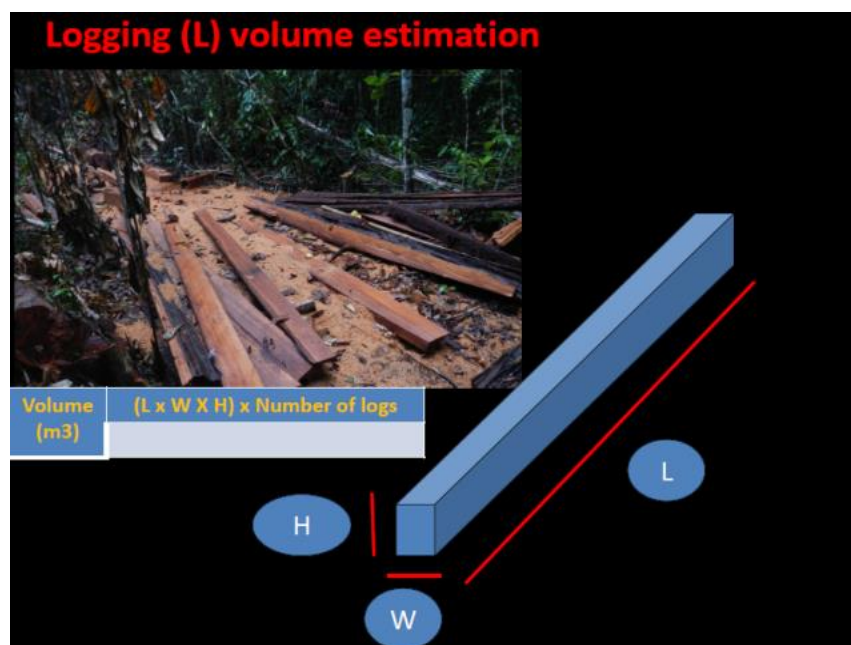 Logging (L) volume estimation
Volume (L x W X H) x Number of logs
(m3)
L
H
W